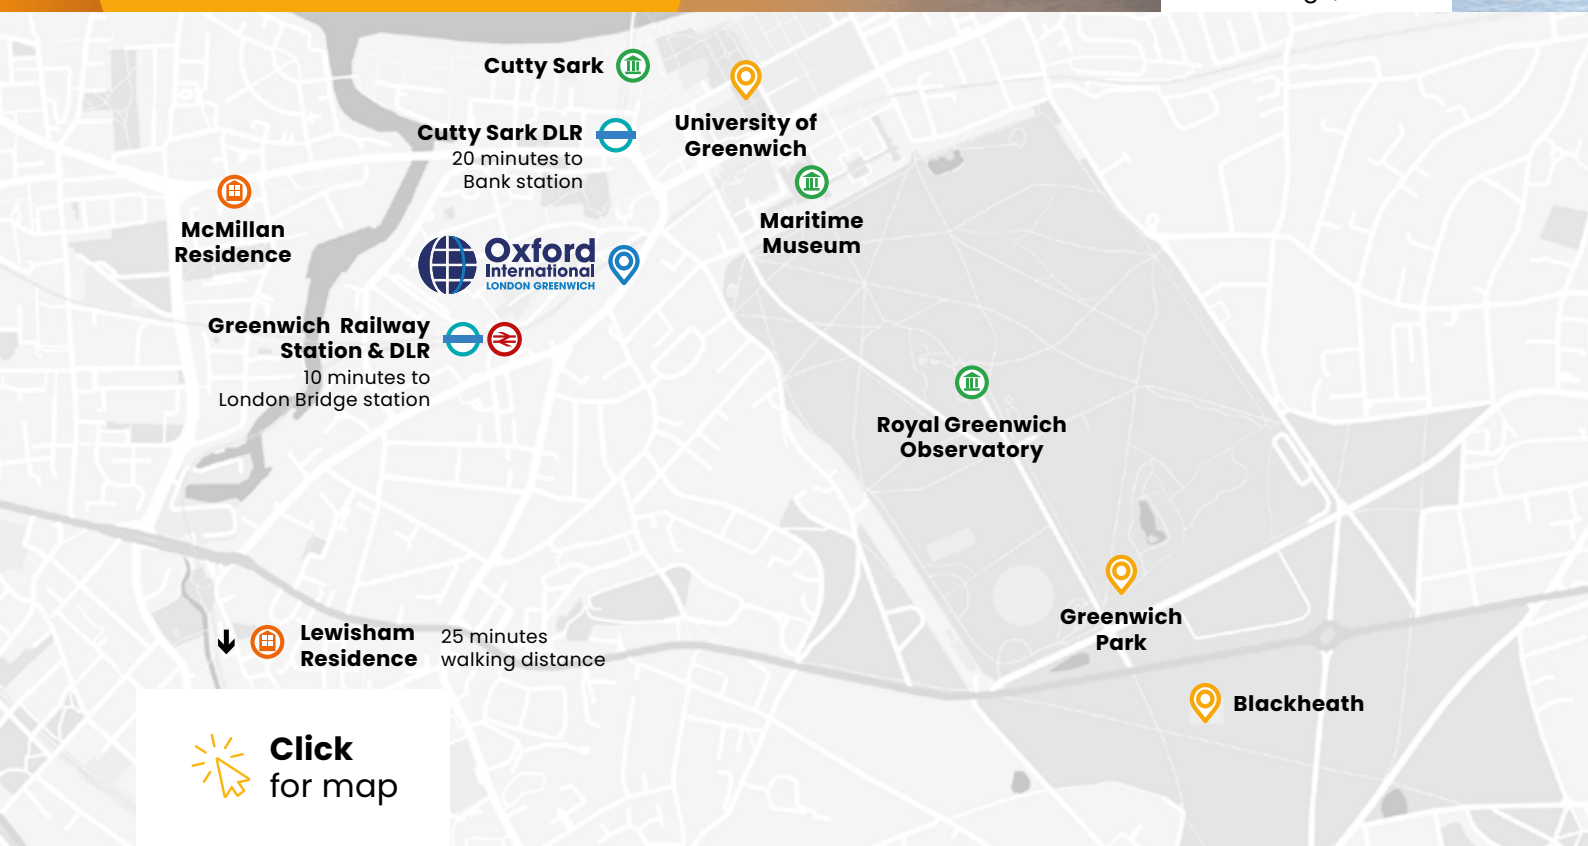 Cutty Sark
University of
Greenwich
Cutty Sark DLR
20 minutes to
Bank station
Maritime
Museum
McMillan
Residence
Oxford
International
LONDON GREENWICH
Greenwich Railway
Station & DLR
10 minutes to
London Bridge station
Royal Greenwich
Observatory
Greenwich
Park
Lewisham
Residence
25 minutes
walking distance
Blackheath
Click
for map